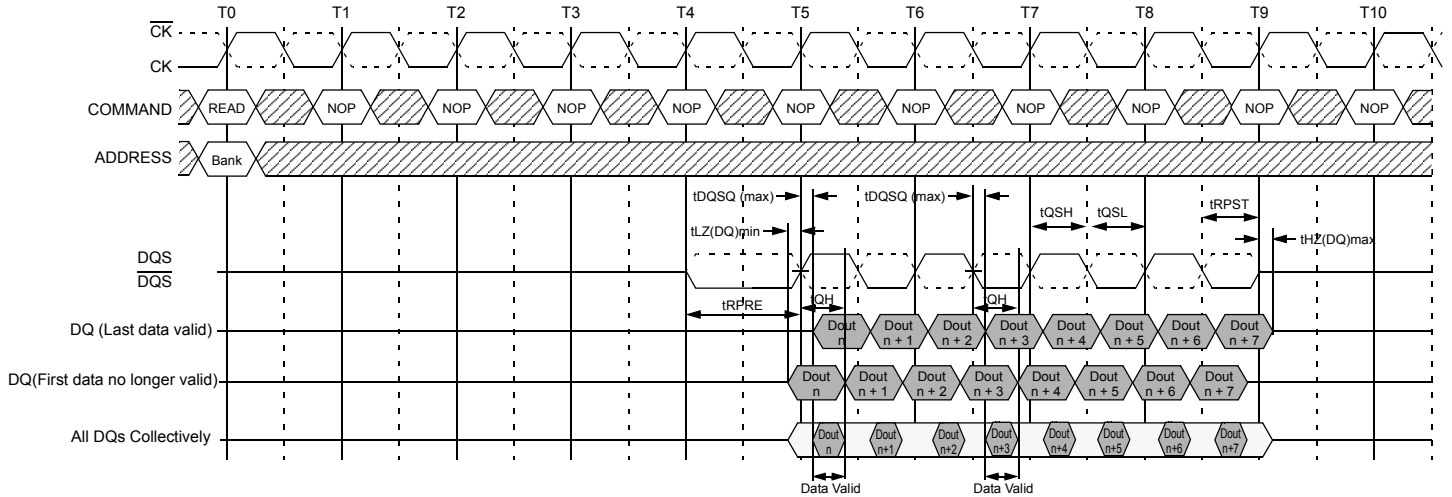 T0 T1 T2 T3 T4 T5 T6 T7 T8 T9 T10
CK
CK
COMMAND READ NOP NOP NOP NOP NOP NOP NOP NOP NOP NOP
ADDRESS Bank
tDQSQ (max) tDQSQ (max) tQSH tQSL tRPST
tLZ(DQ)min tHZ(DQ)max
DQS
DQS
tRPRE tQH tQH
DQ (Last data valid) Dout Dout Dout Dout Dout Dout Dout Dout
n n + 1 n + 2 n + 3 n + 4 n + 5 n + 6 n + 7
DQ(First data no longer valid) Dout Dout Dout Dout Dout Dout Dout Dout
n n + 1 n + 2 n + 3 n + 4 n + 5 n + 6 n + 7
All DQs Collectively Dout Dout Dout Dout Dout Dout Dout Dout
n n+1 n+2 n+3 n+4 n+5 n+6 n+7
Data Valid Data Valid